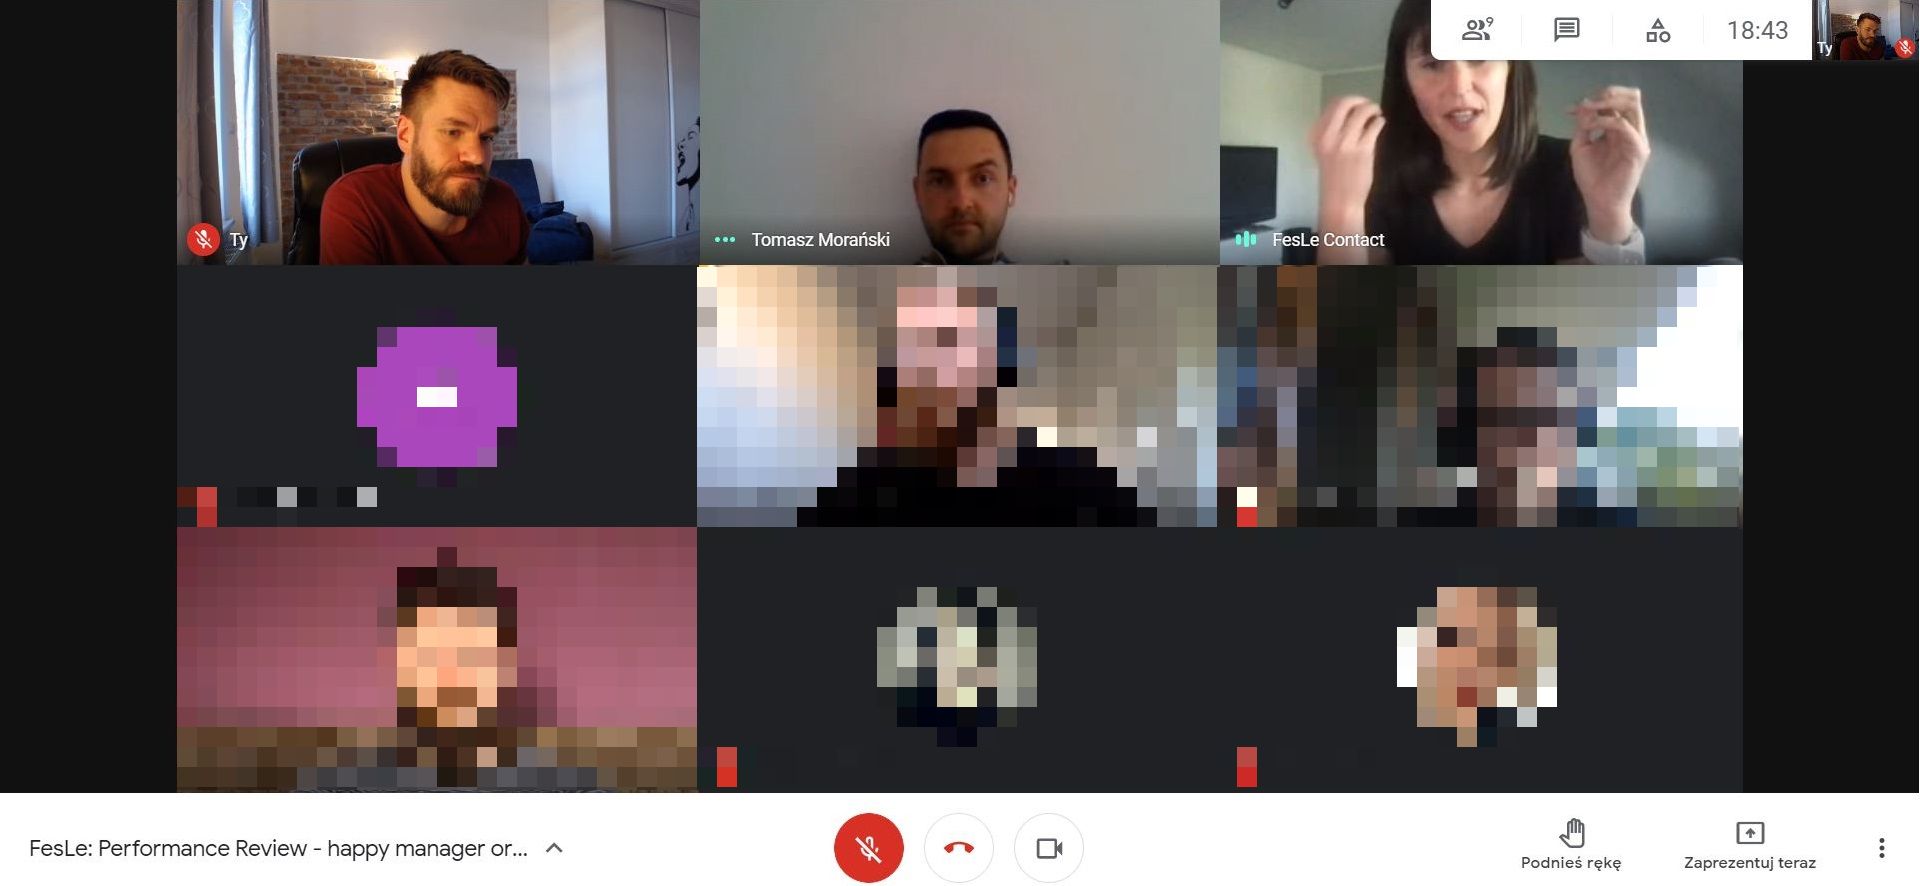 9
18:43
Ty
Ty
Tomasz Morański
FesLe Contact
FesLe: Performance Review - happy manager or...
Podnieś rękę
Zaprezentuj teraz